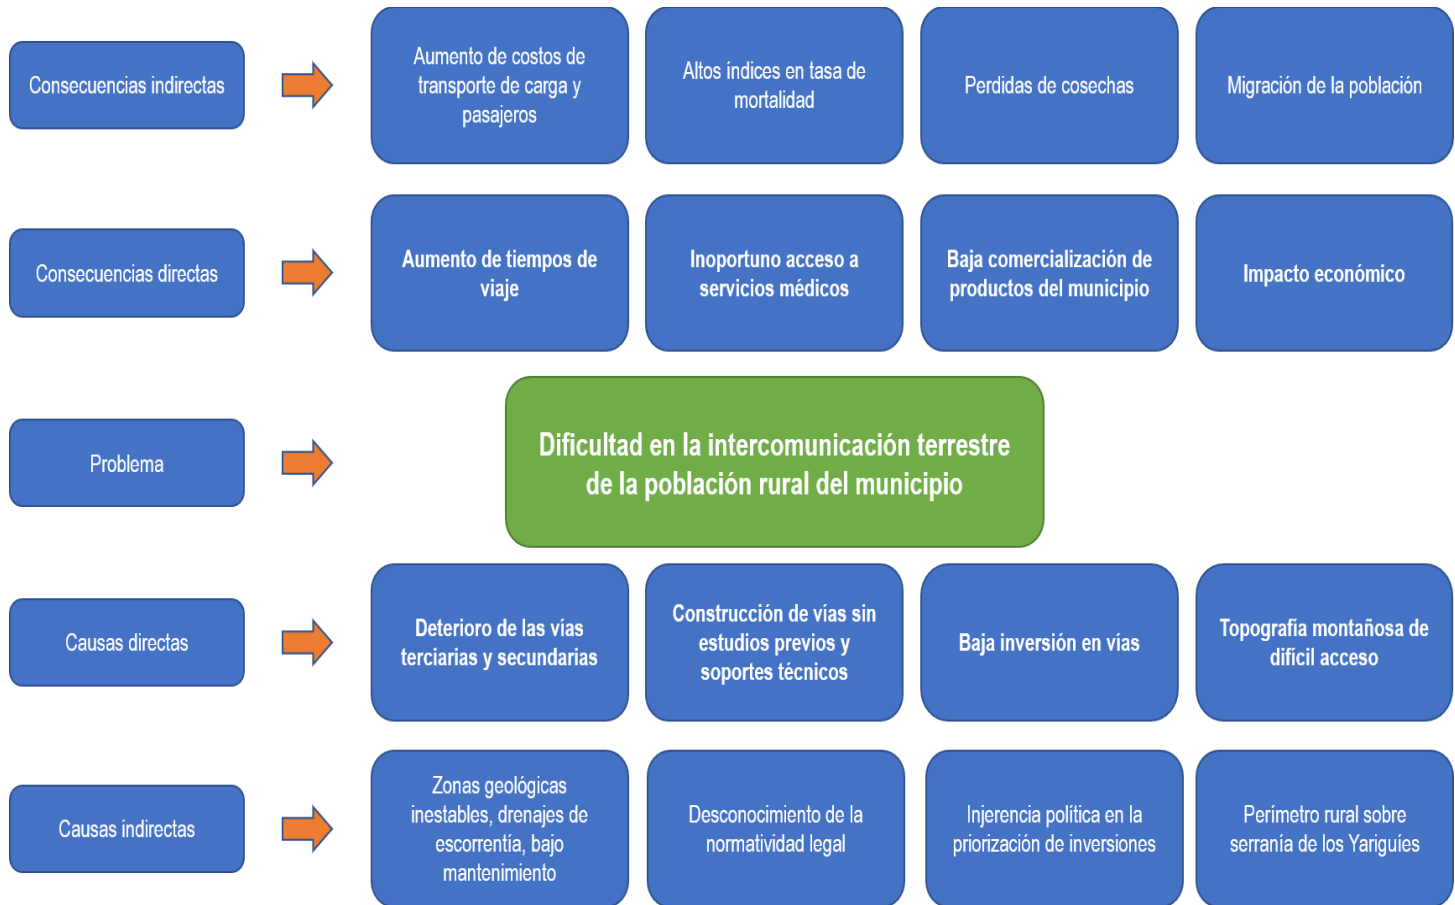 Consecuencias indirectas
Aumento de costos de
transporte de carga y
pasajeros
Altos índices en tasa de
mortalidad
Perdidas de cosechas
Migración de la población
Consecuencias directas
Aumento de tiempos de
viaje
Inoportuno acceso a
servicios médicos
Baja comercialización de
productos del municipio
Impacto económico
Problema
Dificultad en la intercomunicación terrestre
de la población rural del municipio
Causas directas
Deterioro de las vías
terciarias y secundarias
Construcción de vías sin
estudios previos y
soportes técnicos
Baja inversión en vías
Topografía montañosa de
difícil acceso
Causas indirectas
Zonas geológicas
inestables, drenajes de
escorrentía, bajo
mantenimiento
Desconocimiento de la
normatividad legal
Injerencia política en la
priorización de inversiones
Perímetro rural sobre
serranía de los Yariguíes